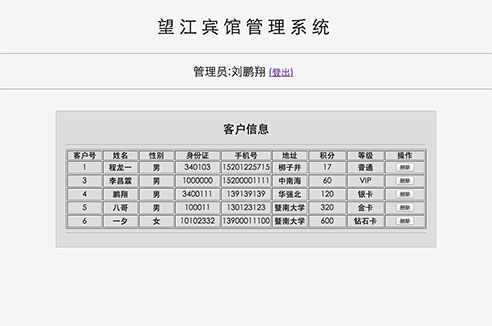 望江宾馆管理系统
管理员:刘鹏翔 (登出)
客户信息
客户号 姓名 性别 身份证 手机号 地址 积分 等级 操作
1 程龙一 男 340103 15201225715 梆子井 17 普通 删除
3 李昌霖 男 1000000 15200001111 中南海 60 VIP 删除
4 鹏翔 男 3400111 139139139 华强北 120 银卡 删除
5 八哥 男 100011 130123123 暨南大学 320 金卡 删除
6 一夕 女 10102332 13900011100 暨南大学 600 钻石卡 删除